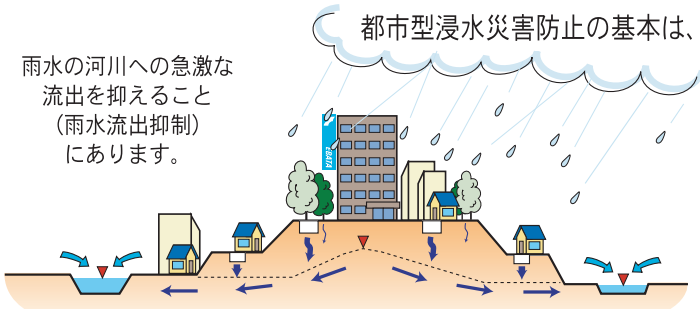 都市型浸水災害防止の基本は、
雨水の河川への急激な
流出を抑えること
（雨水流出抑制）
にあります。
eBATA